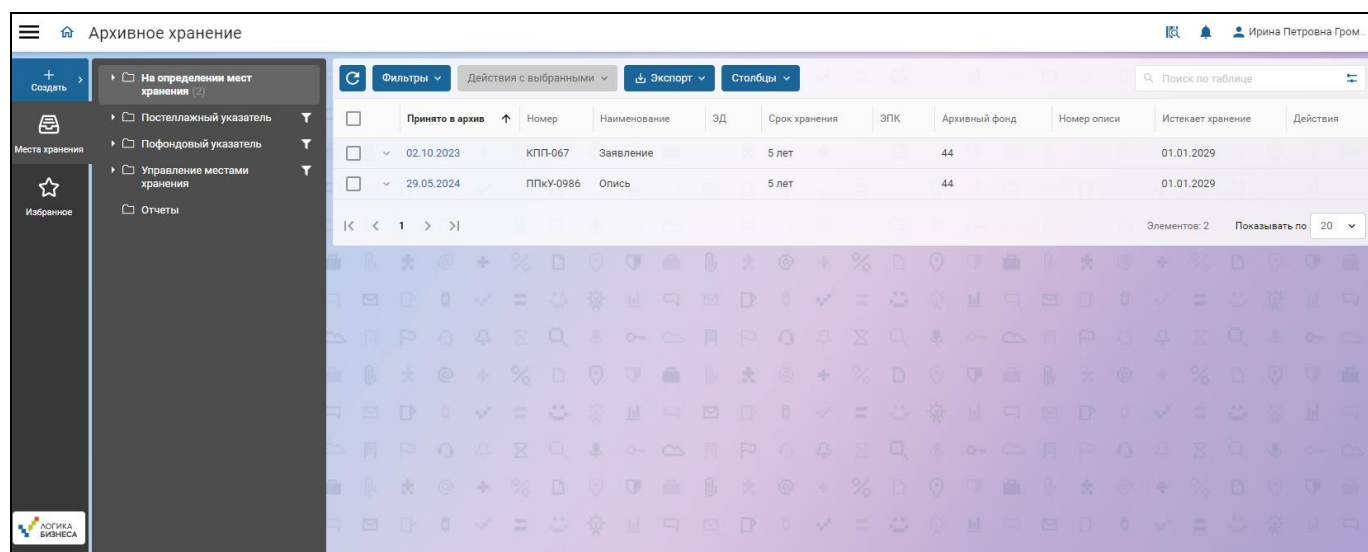 Архивное хранение
Ирина Петровна Гром...
Создать
Места хранения
Избранное
На определении мест
хранения (2)
Постеллажный указатель
Пофондовый указатель
Управление местами
хранения
Отчеты
Фильтры Действия с выбранными Экспорт Столбцы Поиск по таблице
Принято в архив Номер Наименование ЭД Срок хранения ЭПК Архивный фонд Номер описи Истекает хранение Действия
02.10.2023 КПП-067 Заявление 5 лет 44 01.01.2029
29.05.2024 ППкУ-0986 Опись 5 лет 44 01.01.2029
1 Элементов: 2 Показывать по 20
ЛОГИКА
БИЗНЕСА